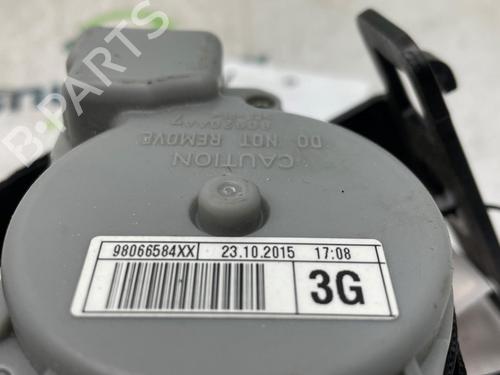 B-PARTS
CAUTION
DO NOT REMOVE
98066584XX 23.10.2015 17:08
3G